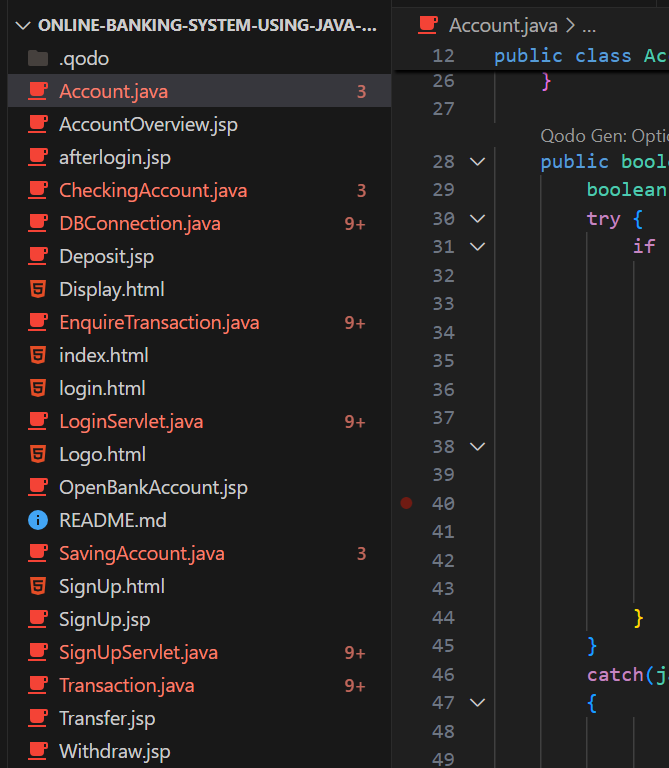 ONLINE-BANKING-SYSTEM-USING-JAVA-...
.qodo
Account.java 3
AccountOverview.jsp
afterlogin.jsp
CheckingAccount.java 3
DBConnection.java 9+
Deposit.jsp
Display.html
EnquireTransaction.java 9+
index.html
login.html
LoginServlet.java 9+
Logo.html
OpenBankAccount.jsp
README.md
SavingAccount.java 3
SignUp.html
SignUp.jsp
SignUpServlet.java 9+
Transaction.java 9+
Transfer.jsp
Withdraw.jsp
Account.java > ...
12 public class Ac
26 }
27
Qodo Gen: Optio
28 public boole
29 boolean
30 try {
31 if
32
33
34
35
36
37
38
39
40
41
42
43
44 }
45 }
46 catch(ja
47 {
48
49